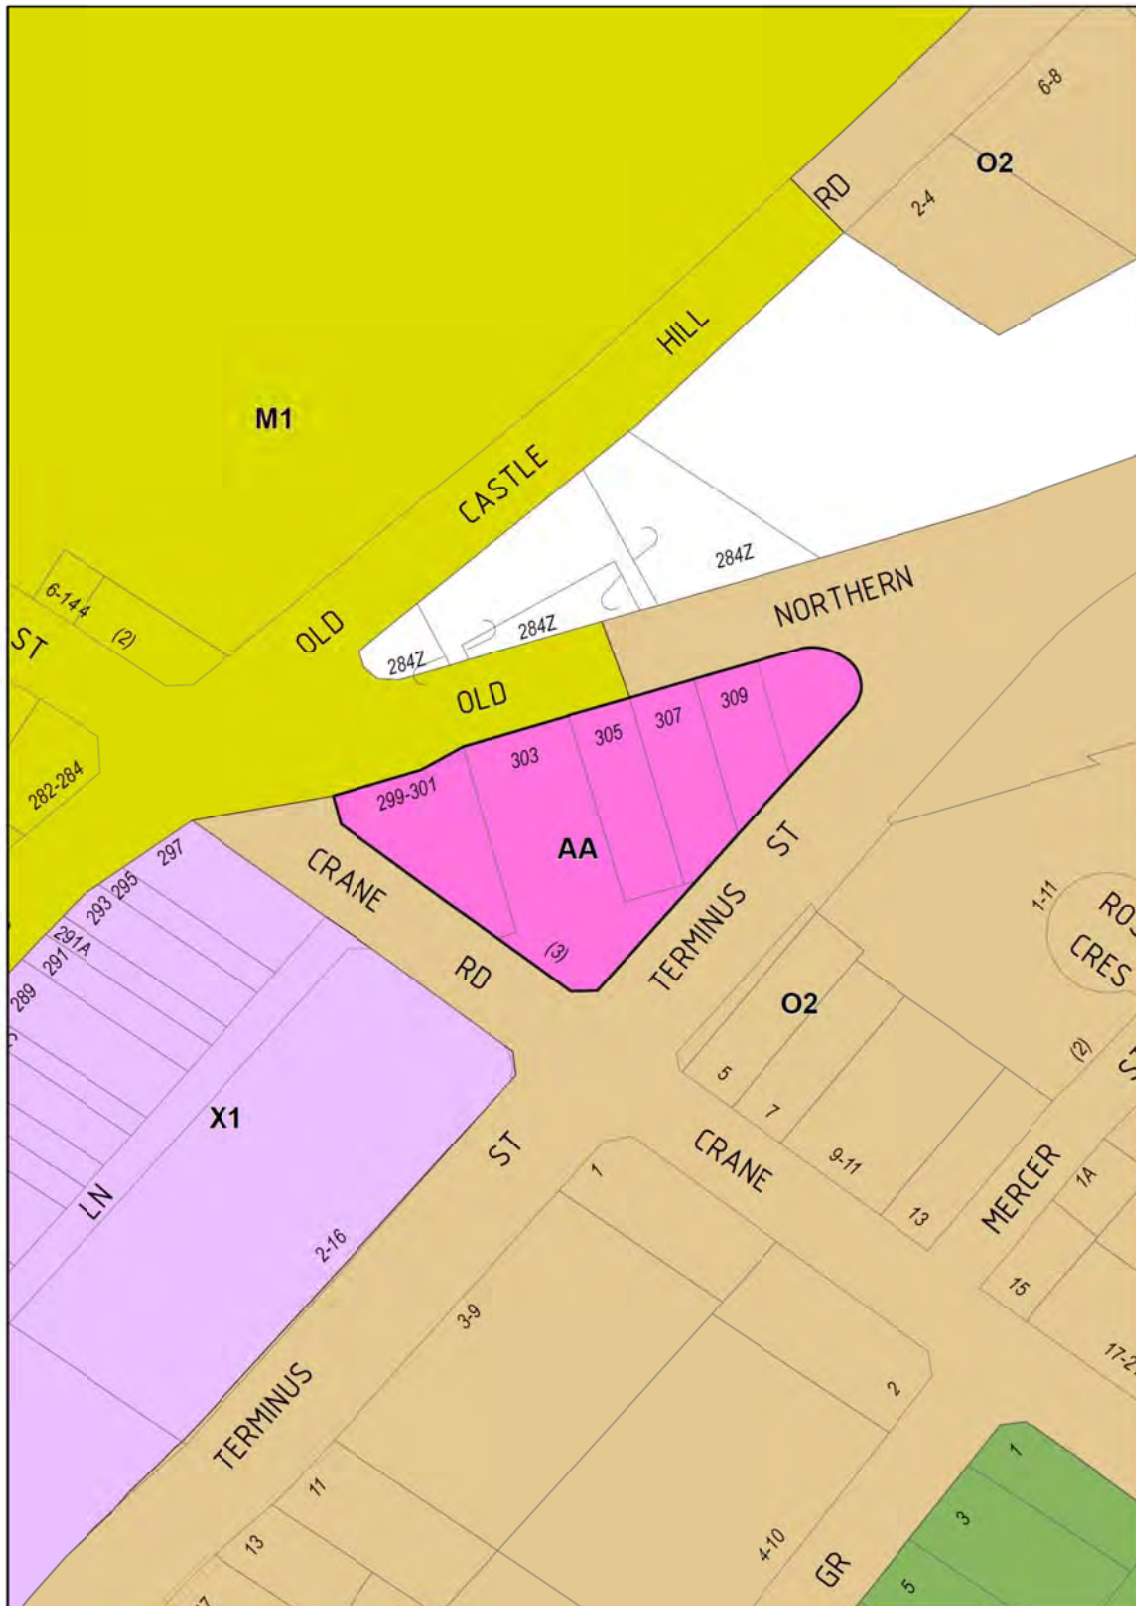 6-8
O2
RD
2-4
HILL
M1
CASTLE
284Z
NORTHERN
6-14
4
(2)
ST
OLD
284Z
284Z
OLD
309
307
305
303
299-301
282-284
AA
ST
297
CRANE
295
293
291A
291
289
(3)
TERMINUS
RD
1-11
CRES
O2
(2)
5
7
9-11
13
X1
ST
CRANE
1
MERCER
1A
LN
2-16
15
3-9
TERMINUS
2
1
11
3
13
4-10
GR
5